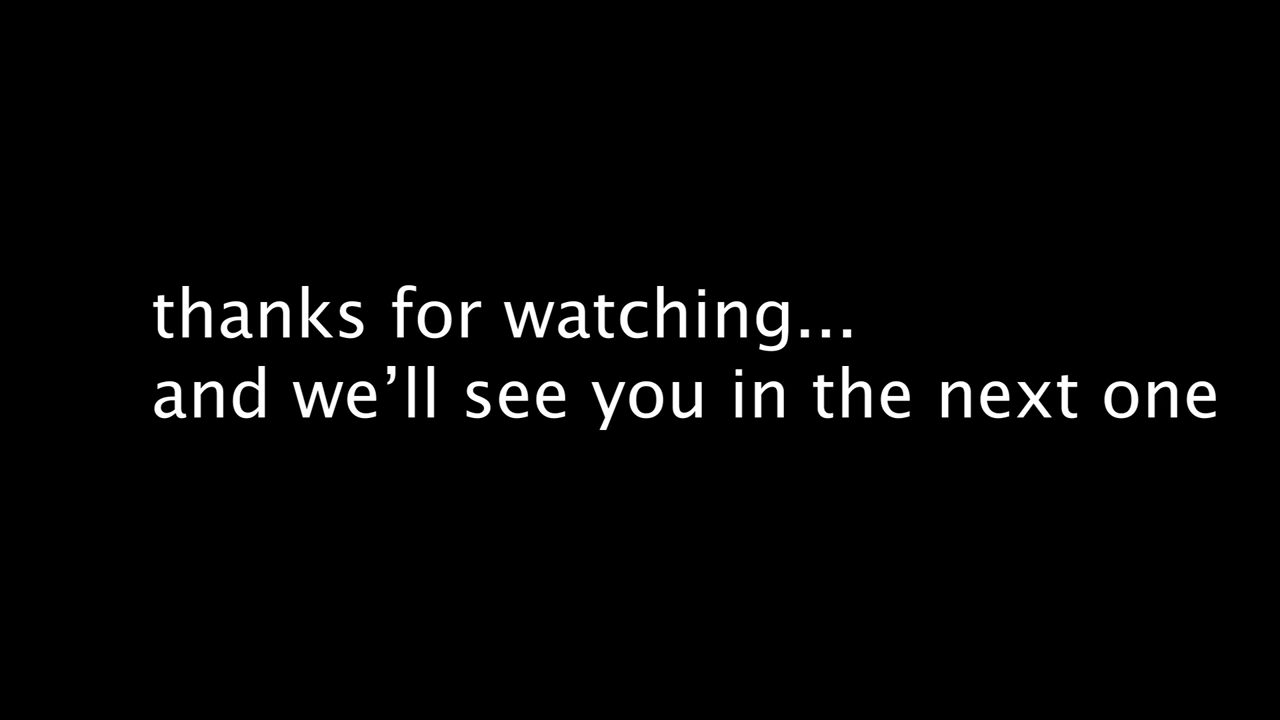 thanks for watching...
and we’ll see you in the next one